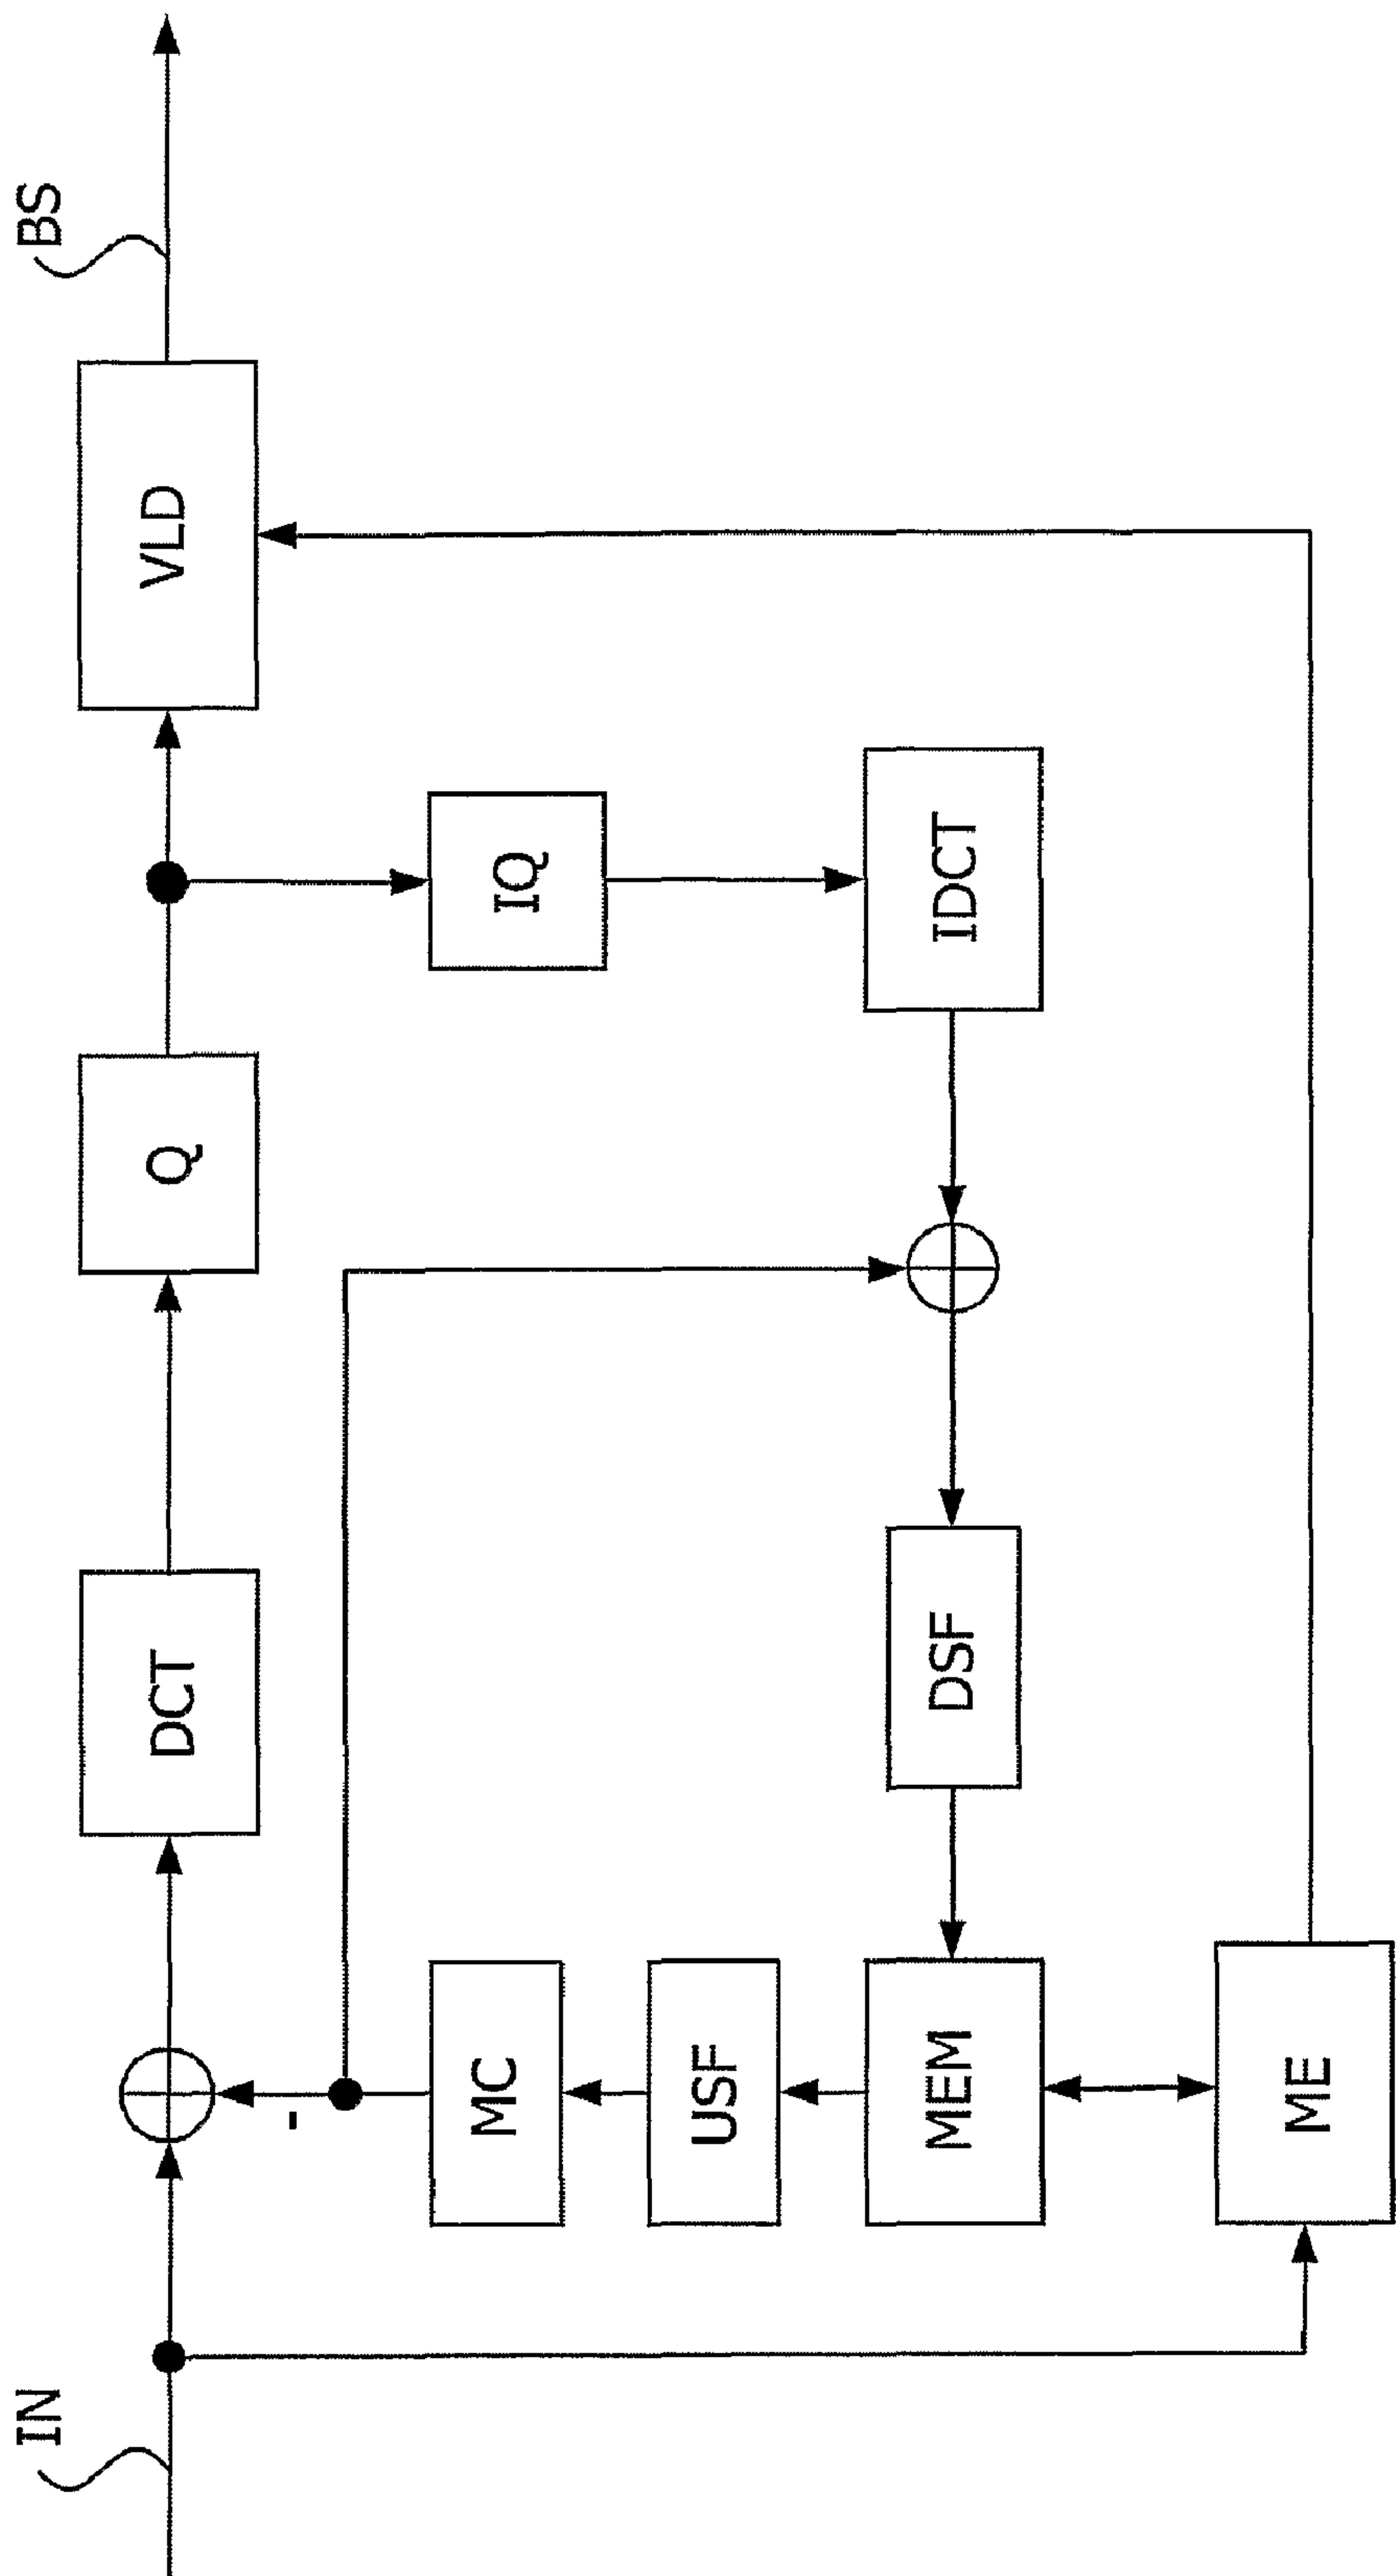 IN
BS
DCT
Q
VLD
-
MC
IQ
USF
MEM
DSF
IDCT
ME